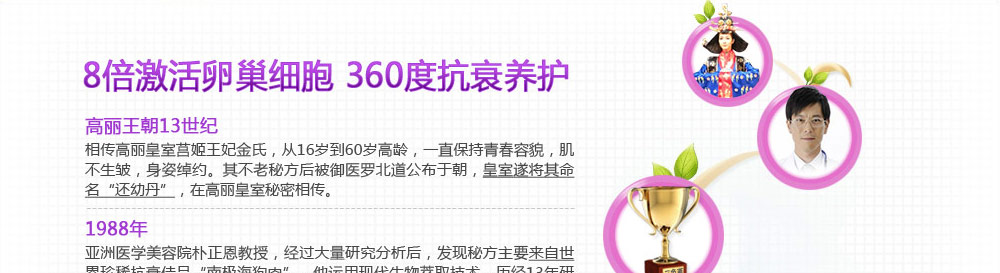 8倍激活卵巢细胞 360度抗衰养护
高丽王朝13世纪
相传高丽皇室莒姬王妃金氏，从16岁到60岁高龄，一直保持青春容貌，肌
不生皱，身姿绰约。其不老秘方后被御医罗北道公布于朝，皇室遂将其命
名“还幼丹”，在高丽皇室秘密相传。
1988年
亚洲医学美容院朴正恩教授，经过大量研究分析后，发现秘方主要来自世
界珍稀抗衰佳品“南极海狗肉”，他运用现代生物萃取技术，历经13年研